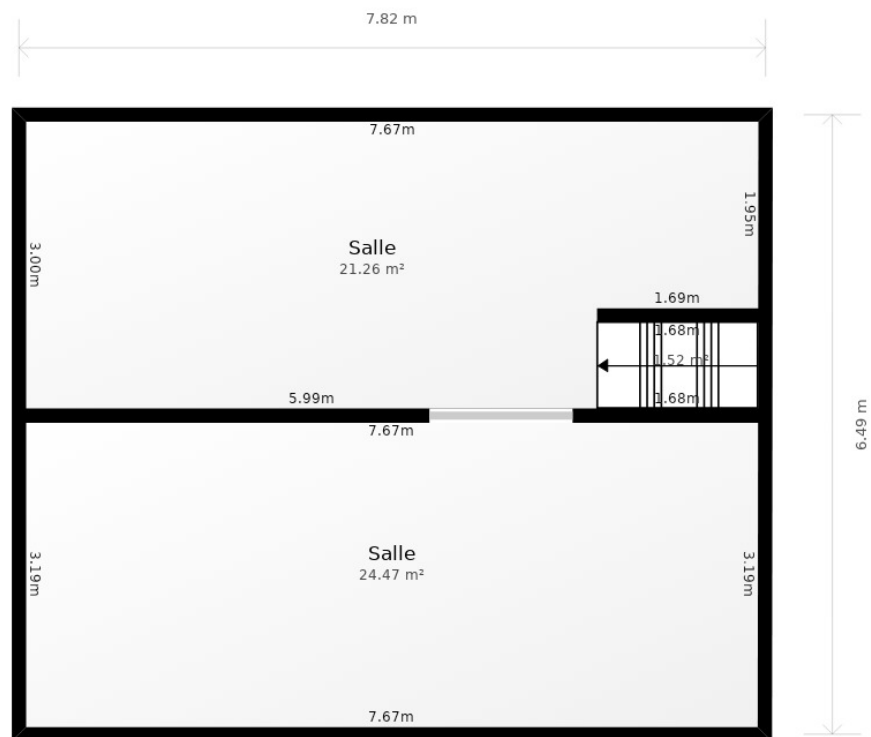 7.82 m
7.67m
1.95m
Salle
21.26 m²
3.00m
1.69m
1.68m
1.52 m²
1.68m
5.99m
7.67m
6.49 m
Salle
24.47 m²
3.19m
3.19m
7.67m